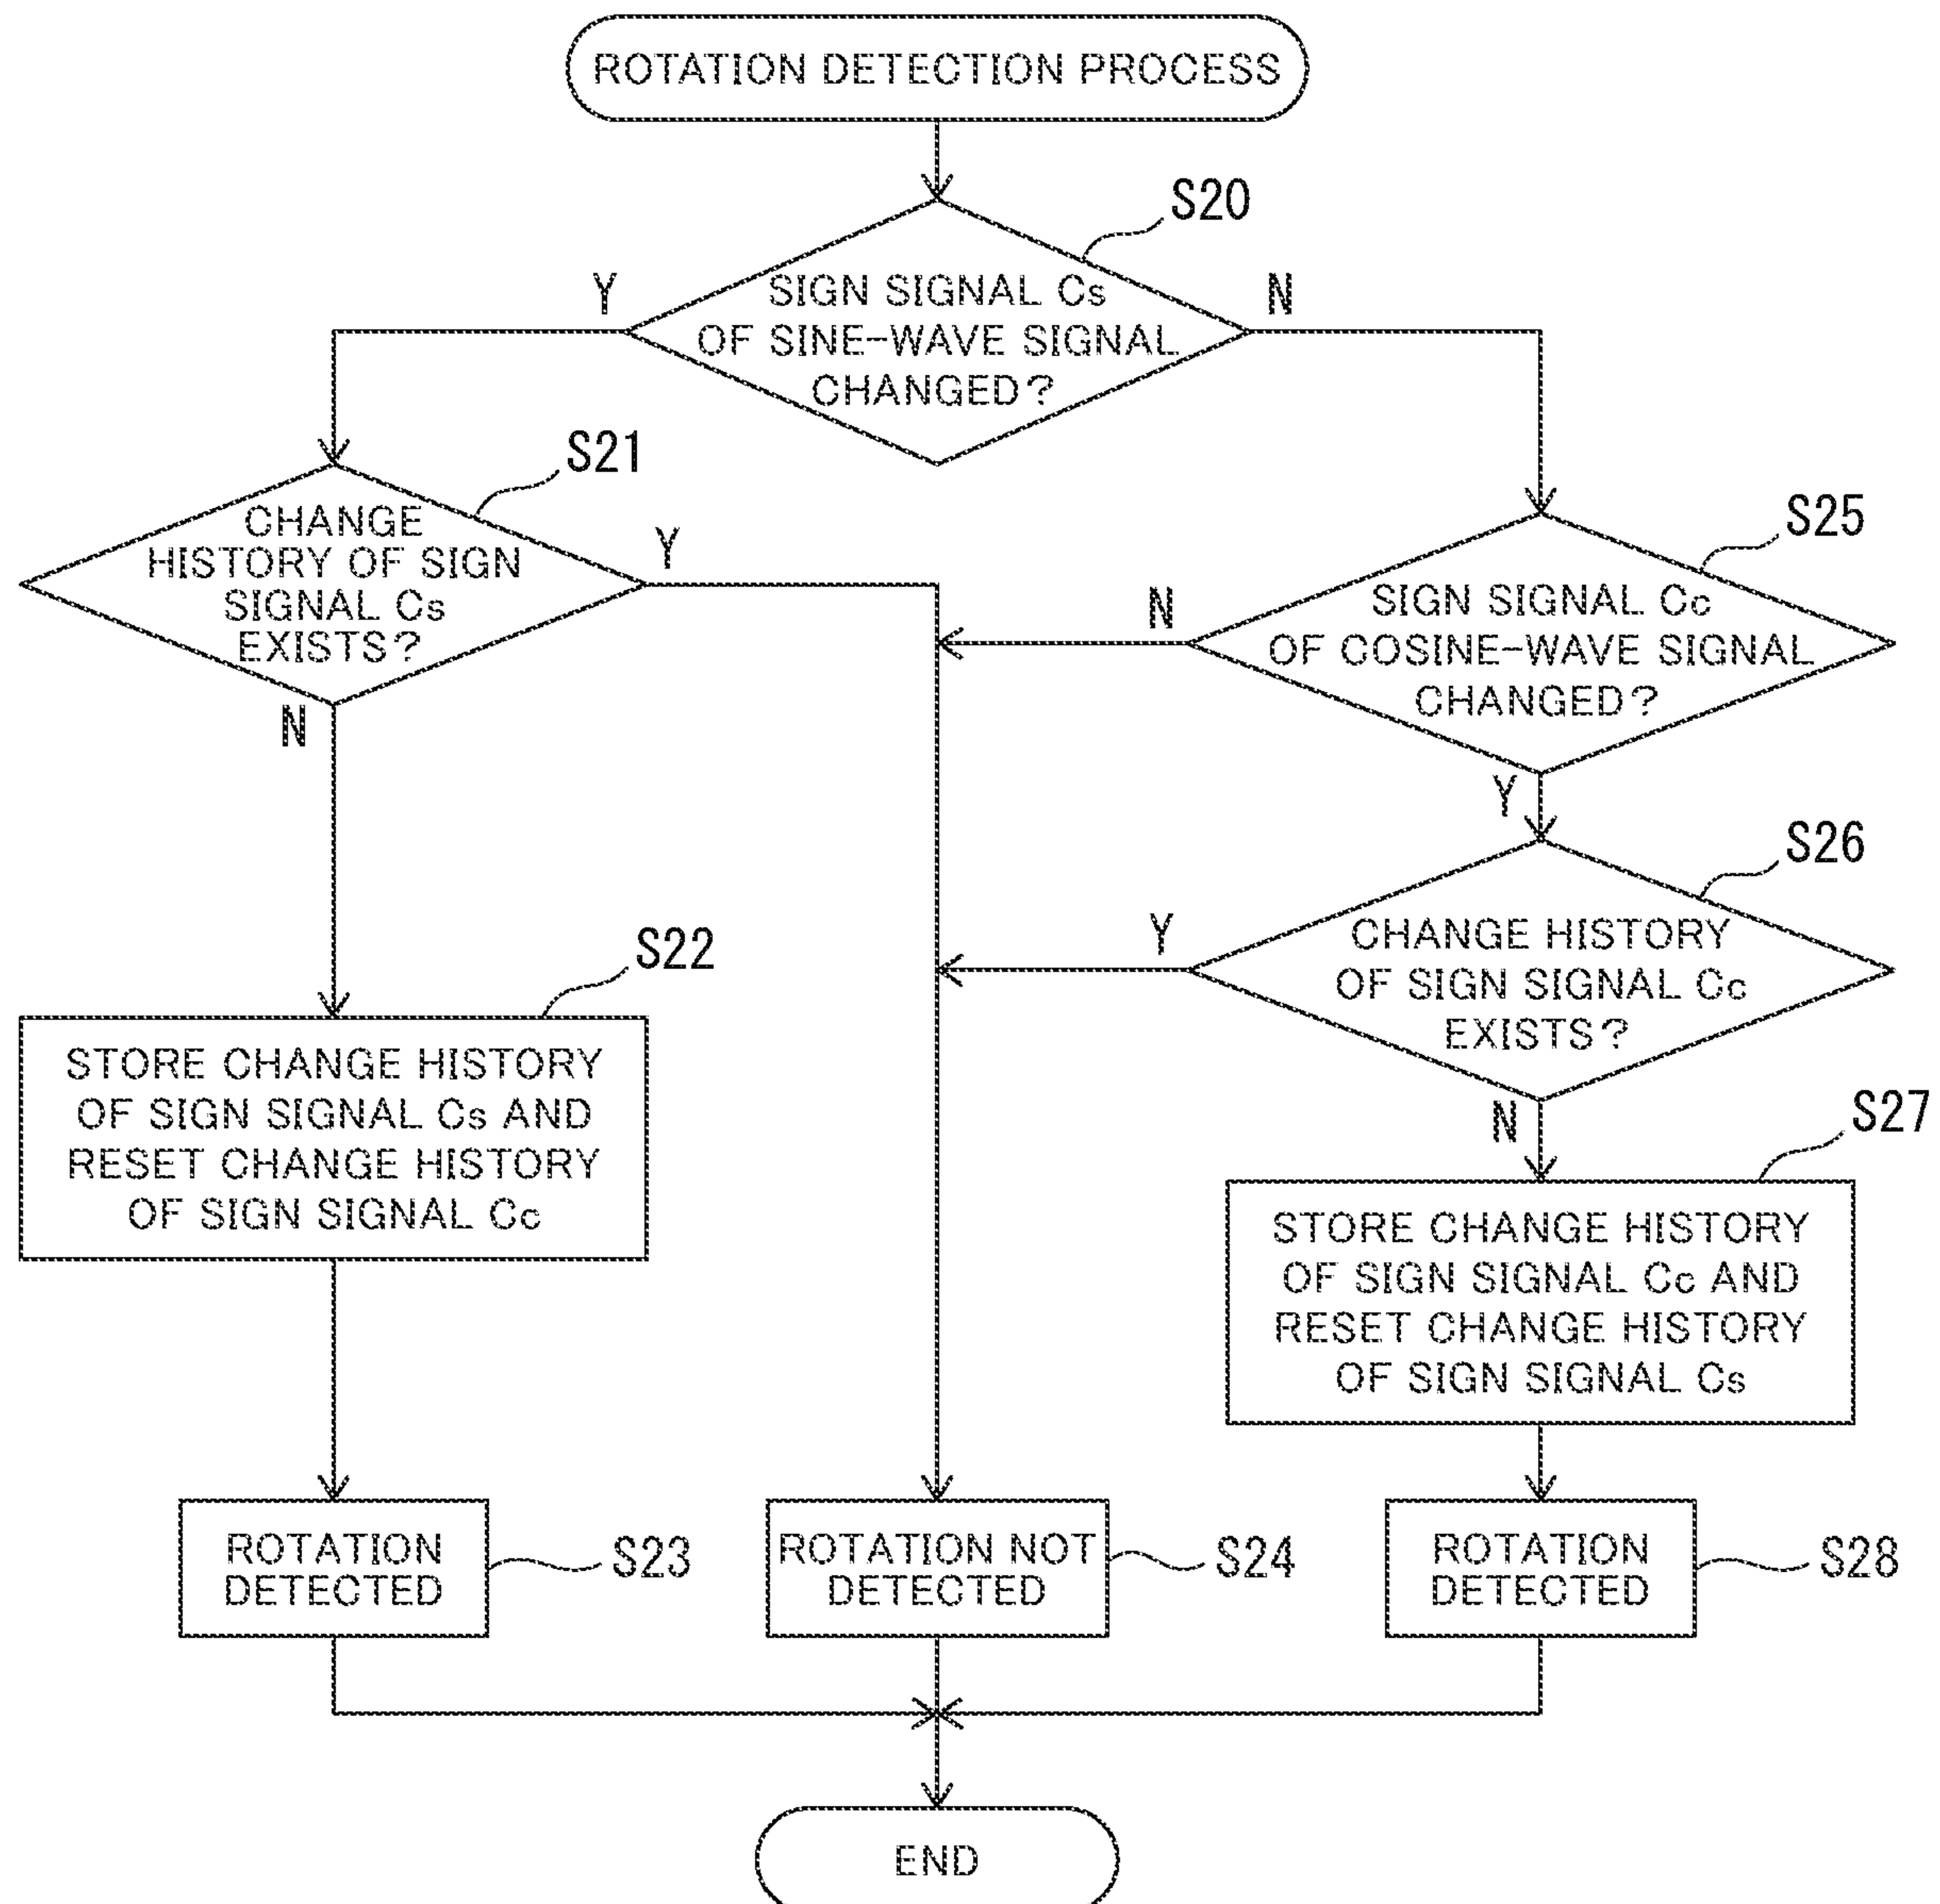 ROTATION DETECTION PROCESS
S20
Y
SIGN SIGNAL Cs
OF SINE-WAVE SIGNAL
CHANGED?
N
S21
CHANGE
HISTORY OF SIGN
SIGNAL Cs
EXISTS?
Y
N
S25
SIGN SIGNAL Cc
OF COSINE-WAVE SIGNAL
CHANGED?
N
Y
S26
CHANGE HISTORY
OF SIGN SIGNAL Cc
EXISTS?
Y
N
S22
STORE CHANGE HISTORY
OF SIGN SIGNAL Cs AND
RESET CHANGE HISTORY
OF SIGN SIGNAL Cc
S27
STORE CHANGE HISTORY
OF SIGN SIGNAL Cc AND
RESET CHANGE HISTORY
OF SIGN SIGNAL Cs
ROTATION
DETECTED
S23
ROTATION NOT
DETECTED
S24
ROTATION
DETECTED
S28
END